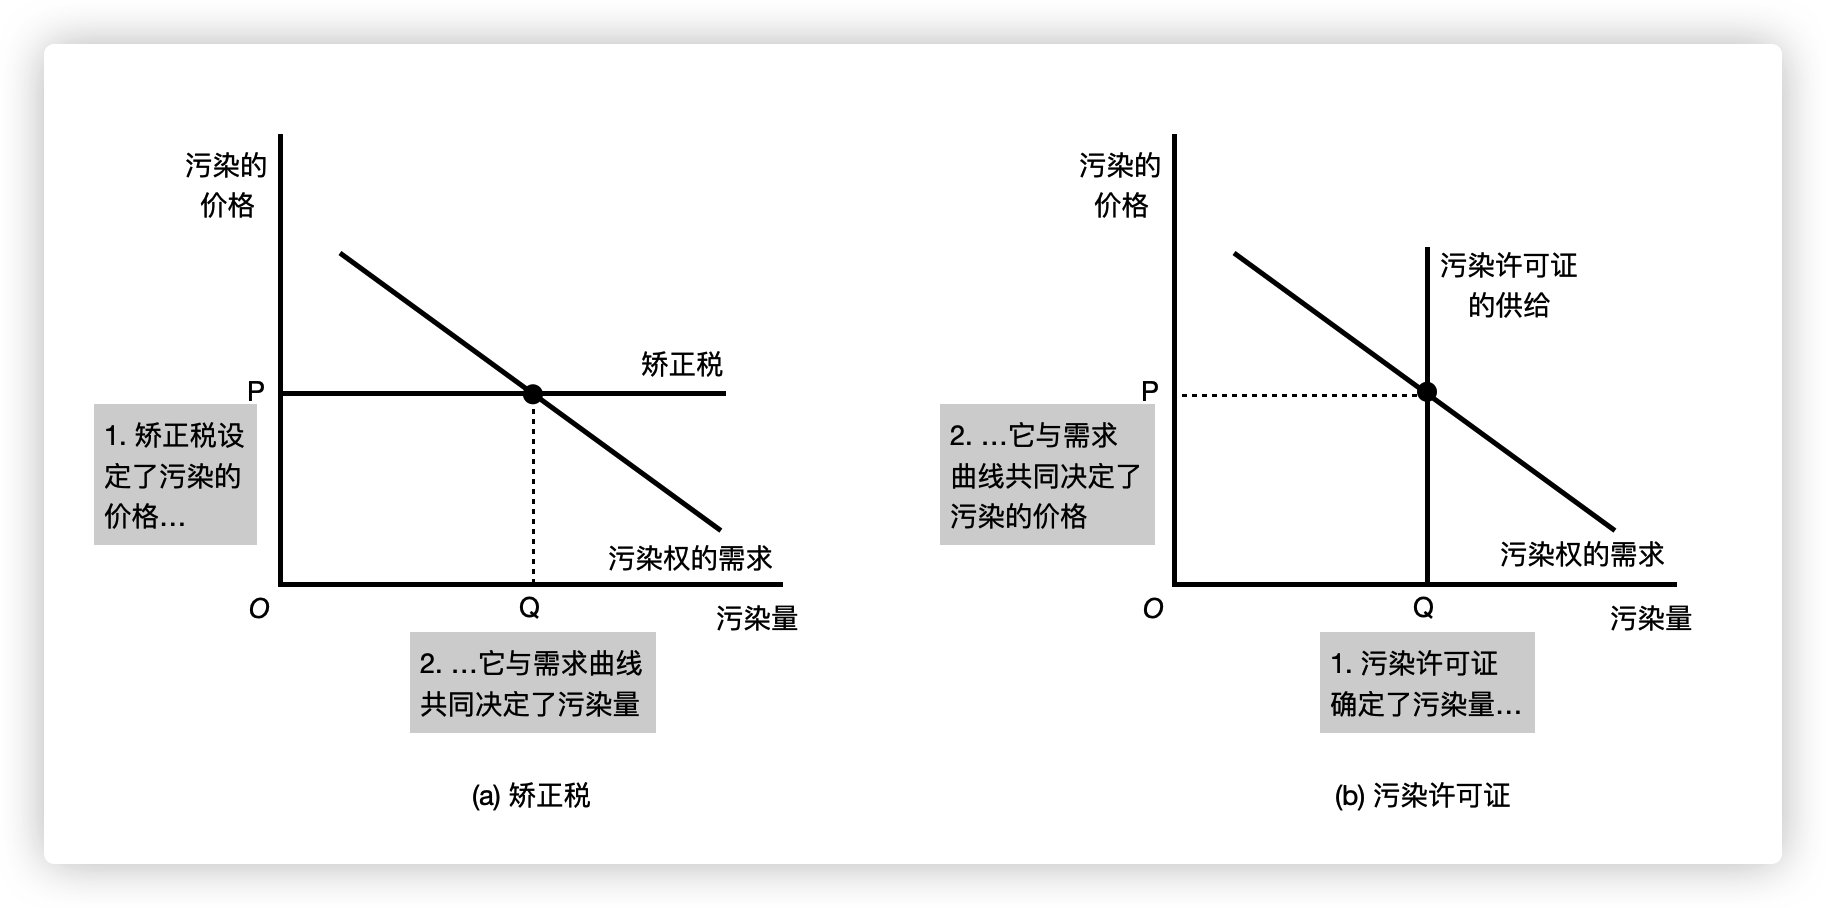 污染的
价格
矫正税
P
1. 矫正税设
定了污染的
价格…
污染权的需求
O
Q
污染量
2. …它与需求曲线
共同决定了污染量
(a) 矫正税
污染的
价格
污染许可证
的供给
P
2. …它与需求
曲线共同决定了
污染的价格
污染权的需求
O
Q
污染量
1. 污染许可证
确定了污染量…
(b) 污染许可证